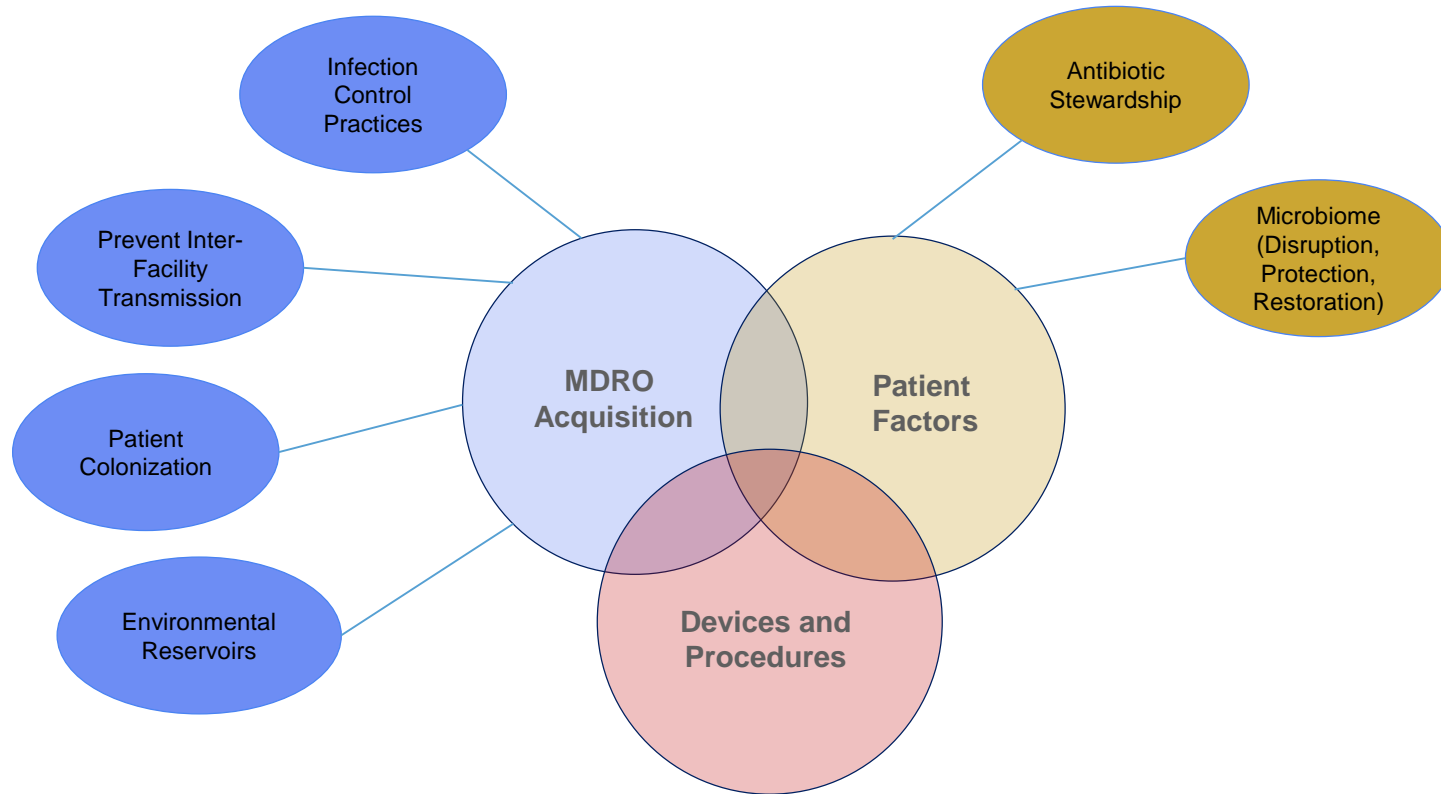 Infection
Control
Practices
Antibiotic
Stewardship
Prevent Inter-
Facility
Transmission
Microbiome
(Disruption,
Protection,
Restoration)
MDRO
Acquisition
Patient
Factors
Patient
Colonization
Environmental
Reservoirs
Devices and
Procedures